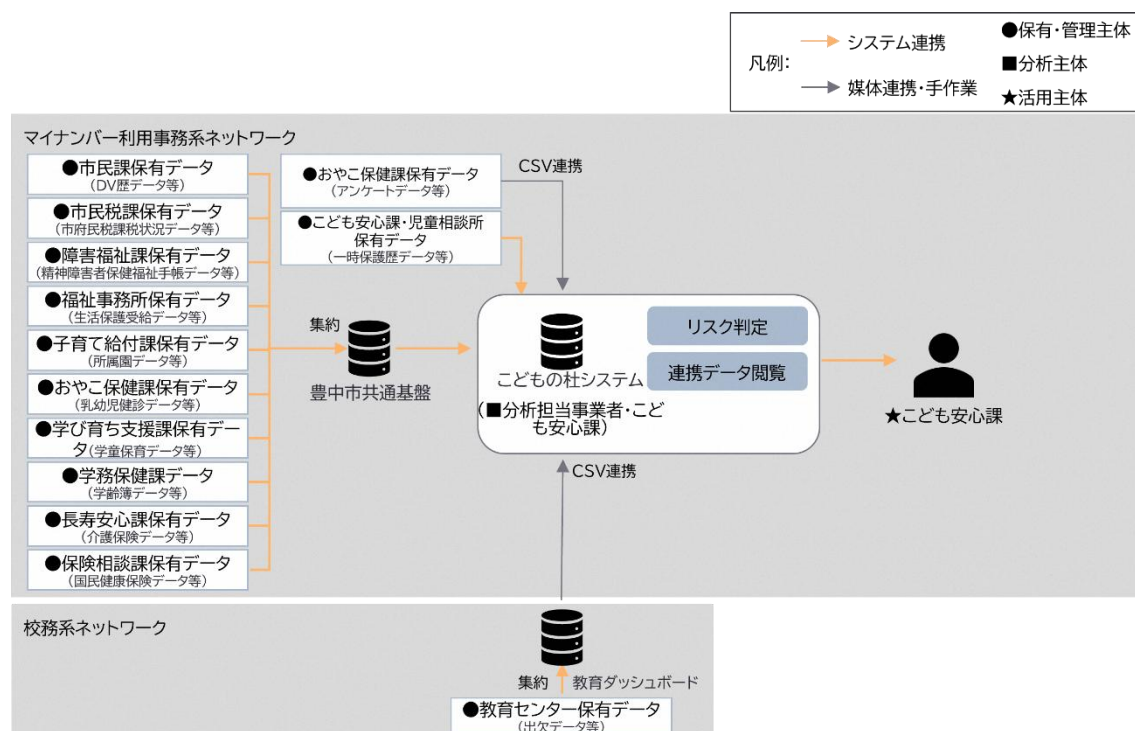 凡例：
システム連携
媒体連携・手作業
●保有・管理主体
■分析主体
★活用主体
マイナンバー利用事務系ネットワーク
●市民課保有データ
（DV歴データ等）
●市民税課保有データ
（市府民税課税状況データ等）
●障害福祉課保有データ
（精神障害者保健福祉手帳データ等）
●福祉事務所保有データ
（生活保護受給データ等）
●子育て給付課保有データ
（所属園データ等）
●おやこ保健課保有データ
（乳幼児健診データ等）
●学び育ち支援課保有デー
タ（学童保育データ等）
●学務保健課データ
（学齢簿データ等）
●長寿安心課保有データ
（介護保険データ等）
●保険相談課保有データ
（国民健康保険データ等）
●おやこ保健課保有データ
（アンケートデータ等）
●こども安心課・児童相談所
保有データ
（一時保護歴データ等）
CSV連携
集約
豊中市共通基盤
こどもの杜システム
（■分析担当事業者・こど
も安心課）
リスク判定
連携データ閲覧
★こども安心課
CSV連携
校務系ネットワーク
集約
教育ダッシュボード
●教育センター保有データ
（出欠データ等）